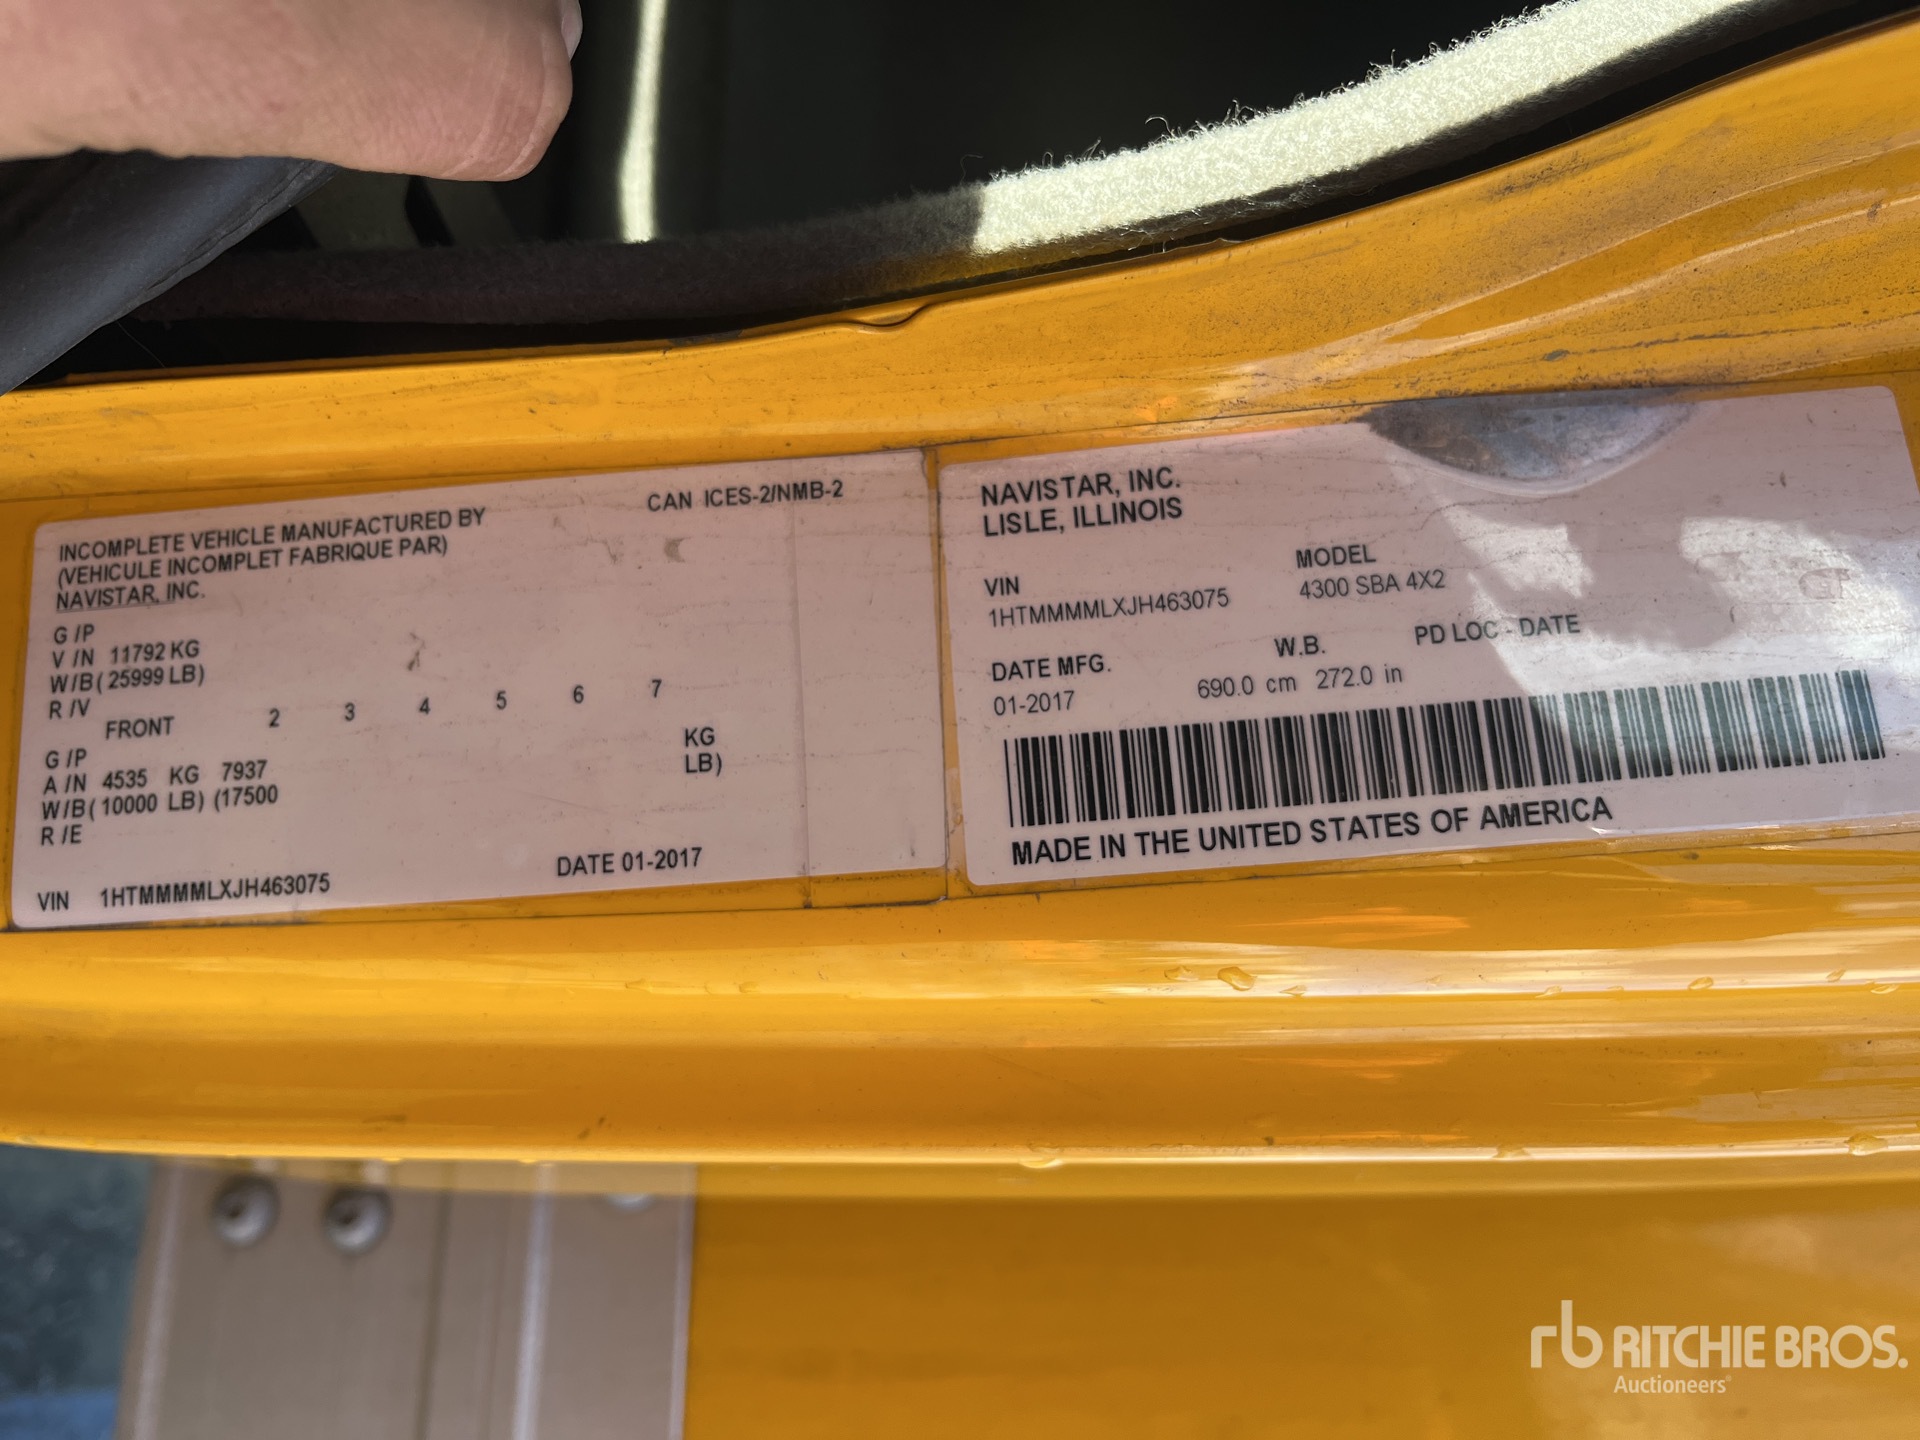 INCOMPLETE VEHICLE MANUFACTURED BY
(VEHICULE INCOMPLET FABRIQUE PAR)
NAVISTAR, INC.
CAN ICES-2/NMB-2
G /P
V /N 11792 KG
W/B( 25999 LB)
R /V
FRONT 2 3 4 5 6 7
G /P
A /N 4535 KG 7937 KG
W/B( 10000 LB) (17500 LB)
R /E
VIN 1HTMMMMLXJH463075 DATE 01-2017
NAVISTAR, INC.
LISLE, ILLINOIS
VIN MODEL
1HTMMMMLXJH463075 4300 SBA 4X2
DATE MFG. W.B. PD LOC - DATE
01-2017 690.0 cm 272.0 in
MADE IN THE UNITED STATES OF AMERICA
rb RITCHIE BROS.
Auctioneers